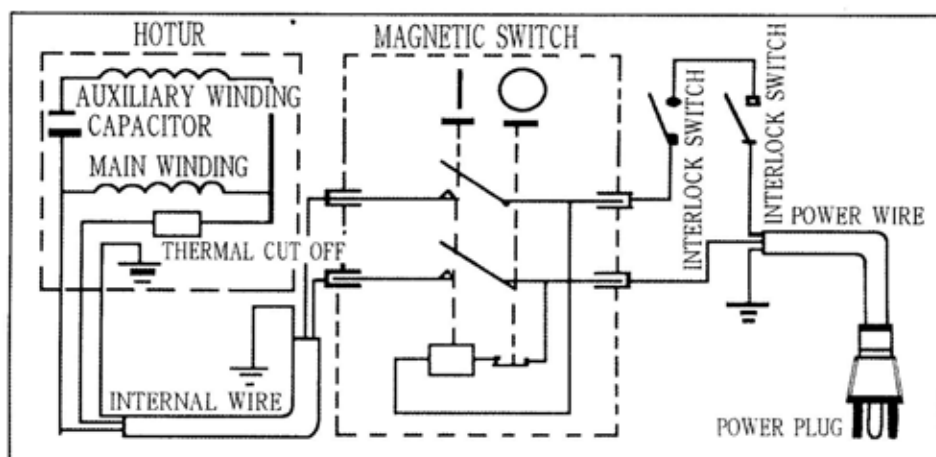 HOTUR
MAGNETIC SWITCH
AUXILIARY WINDING
CAPACITOR
MAIN WINDING
THERMAL CUT OFF
INTERNAL WIRE
INTERLOCK SWITCH
INTERLOCK SWITCH
POWER WIRE
POWER PLUG